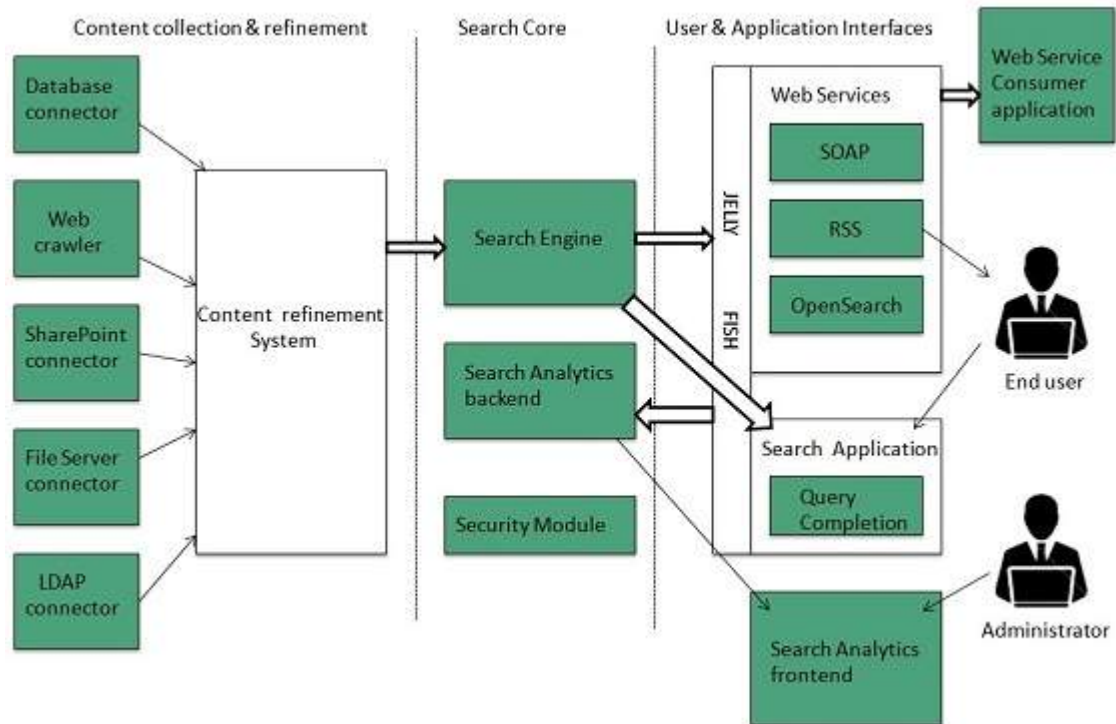 Content collection & refinement
Search Core
User & Application Interfaces
Database
connector
Web
crawler
SharePoint
connector
File Server
connector
LDAP
connector
Content refinement
System
Search Engine
Search Analytics
backend
Security Module
JELLY FISH
Web Services
SOAP
RSS
OpenSearch
Search Application
Query
Completion
Search Analytics
frontend
Web Service
Consumer
application
End user
Administrator